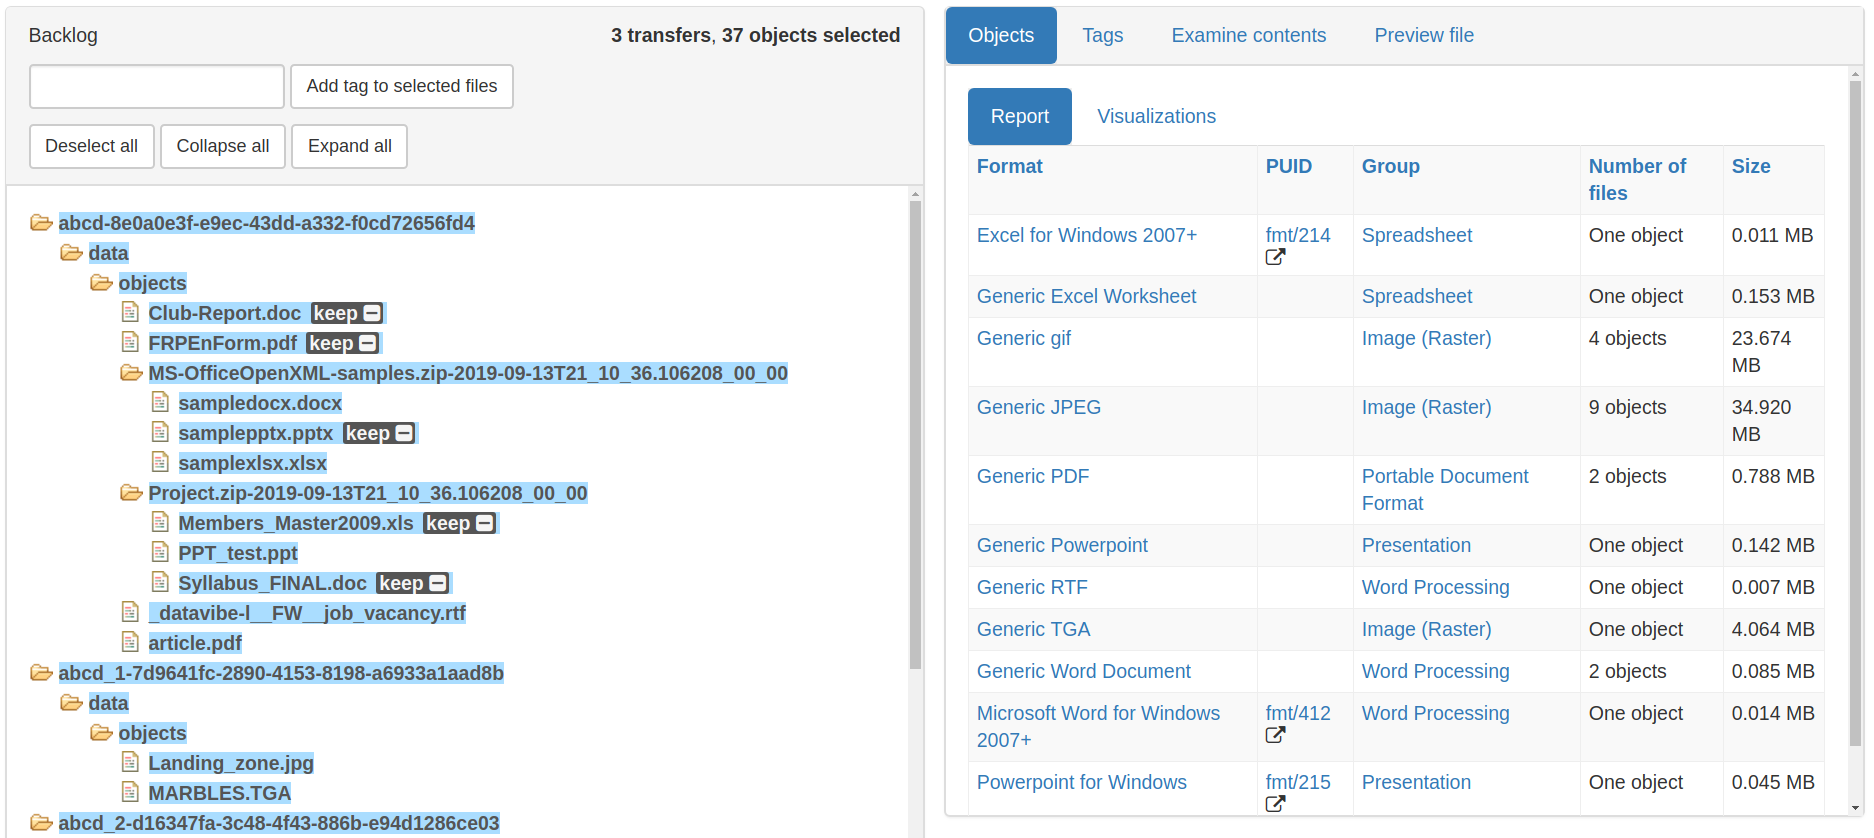 Backlog
3 transfers, 37 objects selected
Add tag to selected files
Deselect all
Collapse all
Expand all
abcd-8e0a0e3f-e9ec-43dd-a332-f0cd72656fd4
data
objects
Club-Report.doc keep
FRPEnForm.pdf keep
MS-OfficeOpenXML-samples.zip-2019-09-13T21_10_36.106208_00_00
sampledocx.docx
samplepptx.pptx keep
samplexlsx.xlsx
Project.zip-2019-09-13T21_10_36.106208_00_00
Members_Master2009.xls keep
PPT_test.ppt
Syllabus_FINAL.doc keep
_datavibe-l__FW__job_vacancy.rtf
article.pdf
abcd_1-7d9641fc-2890-4153-8198-a6933a1aad8b
data
objects
Landing_zone.jpg
MARBLES.TGA
abcd_2-d16347fa-3c48-4f43-886b-e94d1286ce03
Objects Tags Examine contents Preview file
Report Visualizations
Format PUID Group Number of files Size
Excel for Windows 2007+ fmt/214 Spreadsheet One object 0.011 MB
Generic Excel Worksheet Spreadsheet One object 0.153 MB
Generic gif Image (Raster) 4 objects 23.674 MB
Generic JPEG Image (Raster) 9 objects 34.920 MB
Generic PDF Portable Document Format 2 objects 0.788 MB
Generic Powerpoint Presentation One object 0.142 MB
Generic RTF Word Processing One object 0.007 MB
Generic TGA Image (Raster) One object 4.064 MB
Generic Word Document Word Processing 2 objects 0.085 MB
Microsoft Word for Windows 2007+ fmt/412 Word Processing One object 0.014 MB
Powerpoint for Windows fmt/215 Presentation One object 0.045 MB